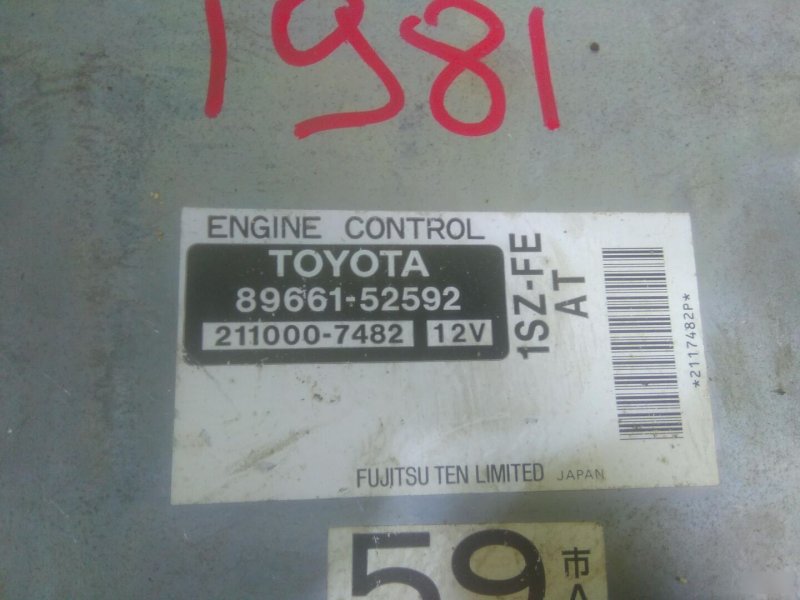 1981
ENGINE CONTROL
TOYOTA
89661-52592
211000-7482 12V
1SZ-FE
AT
*2117482P*
FUJITSU TEN LIMITED JAPAN
59
市
A